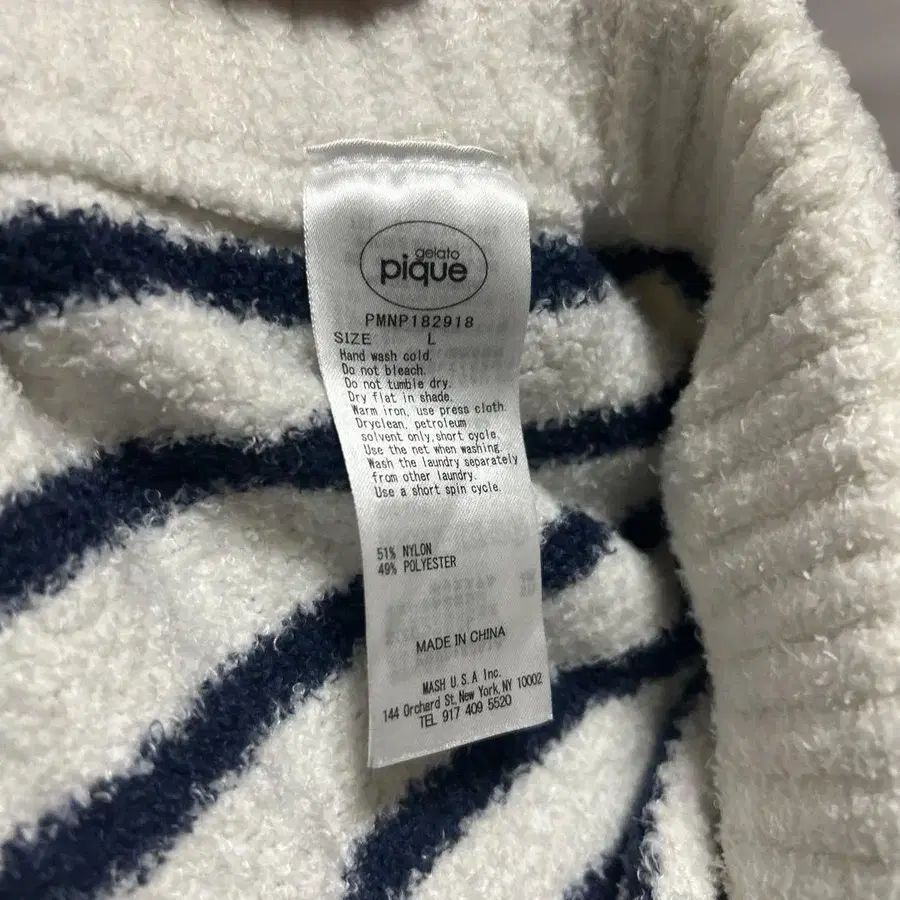 gelato
pique
PMNP182918
SIZE L
Hand wash cold.
Do not bleach.
Do not tumble dry.
Dry flat in shade.
Warm iron, use press cloth.
Dryclean, petroleum
solvent only, short cycle.
Use the net when washing.
Wash the laundry separately
from other laundry.
Use a short spin cycle.
51% NYLON
49% POLYESTER
MADE IN CHINA
MASH U.S.A Inc.
144 Orchard St, New York, NY 10002
TEL 917 409 5520